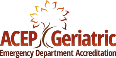 ACEP Geriatric
Emergency Department Accreditation